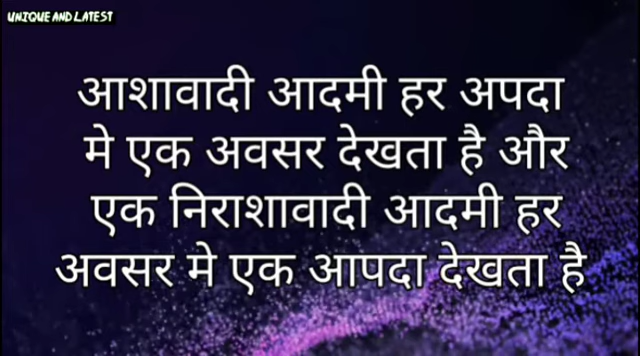 UNIQUE AND LATEST
आशावादी आदमी हर अपदा
मे एक अवसर देखता है और
एक निराशावादी आदमी हर
अवसर मे एक आपदा देखता है